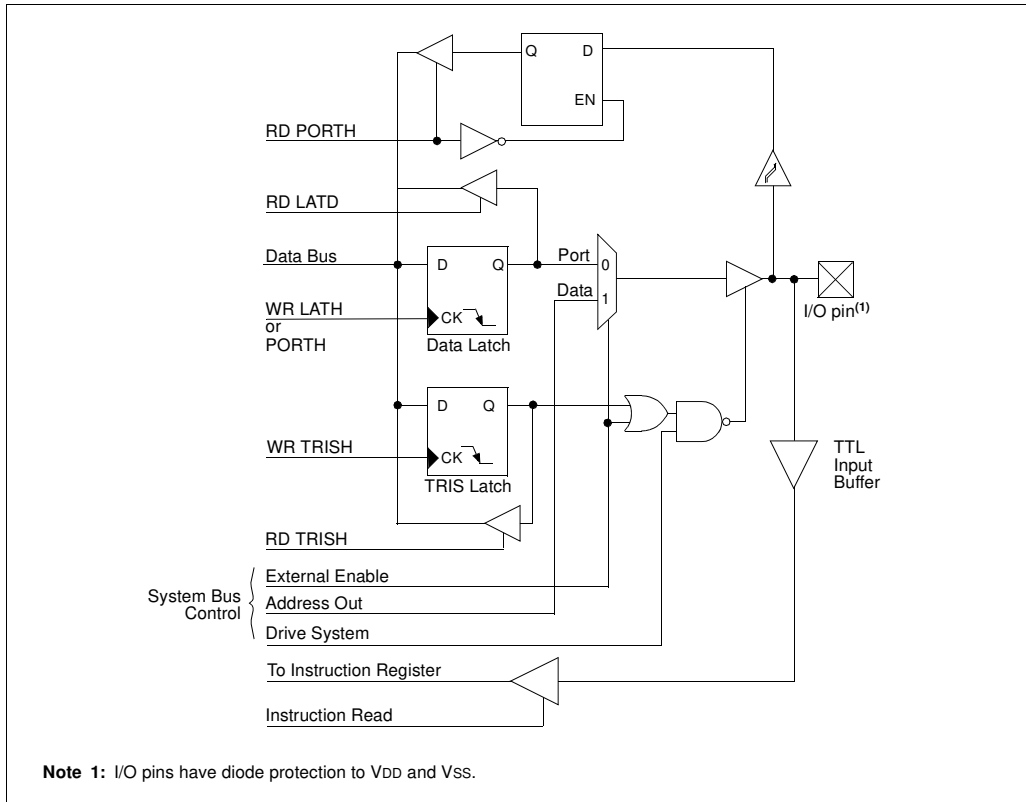 Q D
EN
RD PORTH
RD LATD
Data Bus
D Q
Port 0
Data 1
WR LATH
or
PORTH
CK
Data Latch
I/O pin(1)
D Q
WR TRISH
CK
TRIS Latch
TTL
Input
Buffer
RD TRISH
System Bus
Control
External Enable
Address Out
Drive System
To Instruction Register
Instruction Read
Note 1: I/O pins have diode protection to VDD and VSS.